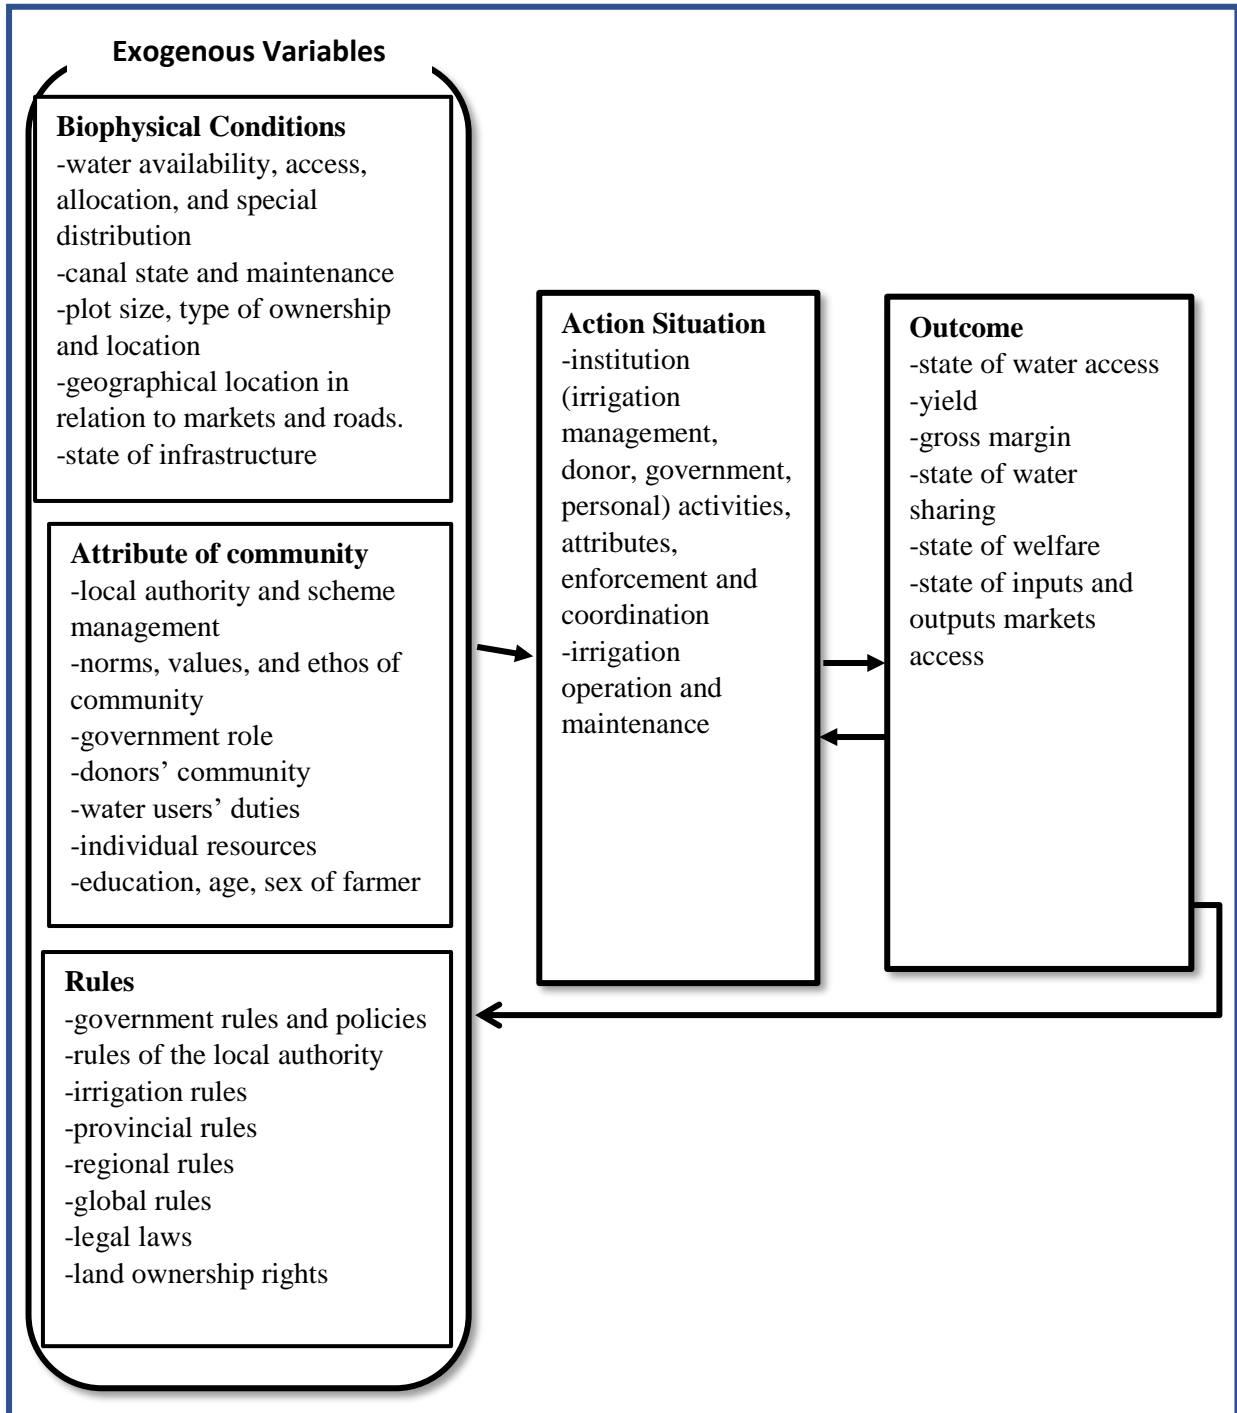 Exogenous Variables
Biophysical Conditions
-water availability, access,
allocation, and special
distribution
-canal state and maintenance
-plot size, type of ownership
and location
-geographical location in
relation to markets and roads.
-state of infrastructure
Attribute of community
-local authority and scheme
management
-norms, values, and ethos of
community
-government role
-donors’ community
-water users’ duties
-individual resources
-education, age, sex of farmer
Rules
-government rules and policies
-rules of the local authority
-irrigation rules
-provincial rules
-regional rules
-global rules
-legal laws
-land ownership rights
Action Situation
-institution
(irrigation
management,
donor, government,
personal) activities,
attributes,
enforcement and
coordination
-irrigation
operation and
maintenance
Outcome
-state of water access
-yield
-gross margin
-state of water
sharing
-state of welfare
-state of inputs and
outputs markets
access